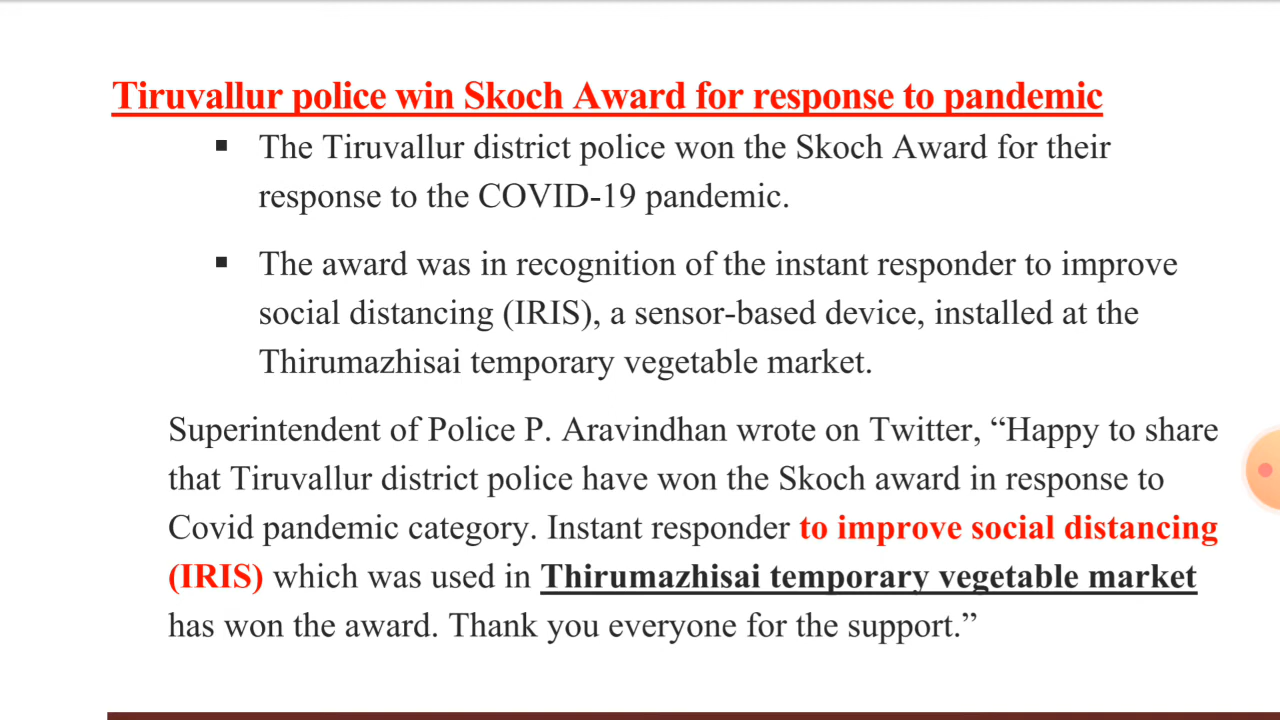 Tiruvallur police win Skoch Award for response to pandemic
▪ The Tiruvallur district police won the Skoch Award for their
response to the COVID-19 pandemic.
▪ The award was in recognition of the instant responder to improve
social distancing (IRIS), a sensor-based device, installed at the
Thirumazhisai temporary vegetable market.
Superintendent of Police P. Aravindhan wrote on Twitter, “Happy to share
that Tiruvallur district police have won the Skoch award in response to
Covid pandemic category. Instant responder to improve social distancing
(IRIS) which was used in Thirumazhisai temporary vegetable market
has won the award. Thank you everyone for the support.”